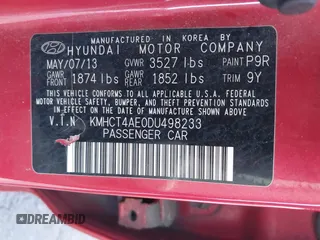 MANUFACTURED IN KOREA BY
HYUNDAI MOTOR COMPANY
MAY/07/13 GVWR 3527 lbs PAINT P9R
GAWR FRONT 1874 lbs GAWR REAR 1852 lbs TRIM 9Y
THIS VEHICLE CONFORMS TO ALL APPLICABLE
U.S. FEDERAL MOTOR VEHICLE SAFETY, BUMPER,
AND THEFT PREVENTION STANDARDS IN EFFECT
ON THE DATE OF MANUFACTURE SHOWN ABOVE.
V.I.N KMHCT4AE0DU498233
PASSENGER CAR
DREAMBID